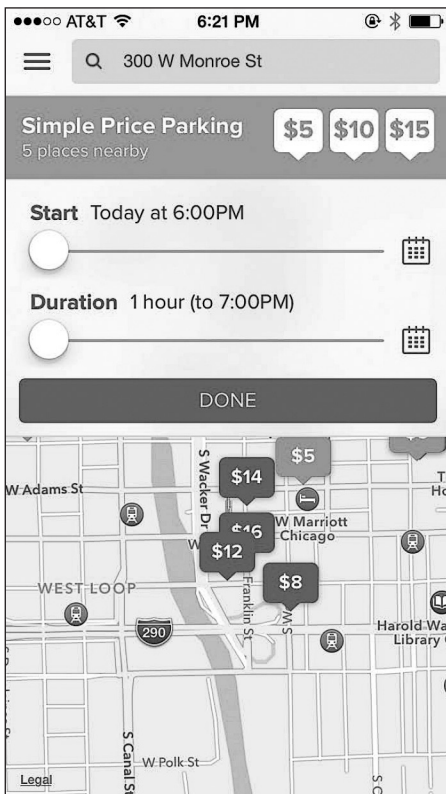 AT&T 6:21 PM
300 W Monroe St
Simple Price Parking
5 places nearby
$5 $10 $15
Start Today at 6:00PM
Duration 1 hour (to 7:00PM)
DONE
S Wacker Dr
$14
$5
W Adams St
$16
W Marriott
Chicago
$12
WEST LOOP
$8
Franklin St
290
Harold Wa
Library
S Canal St
W Polk St
Legal